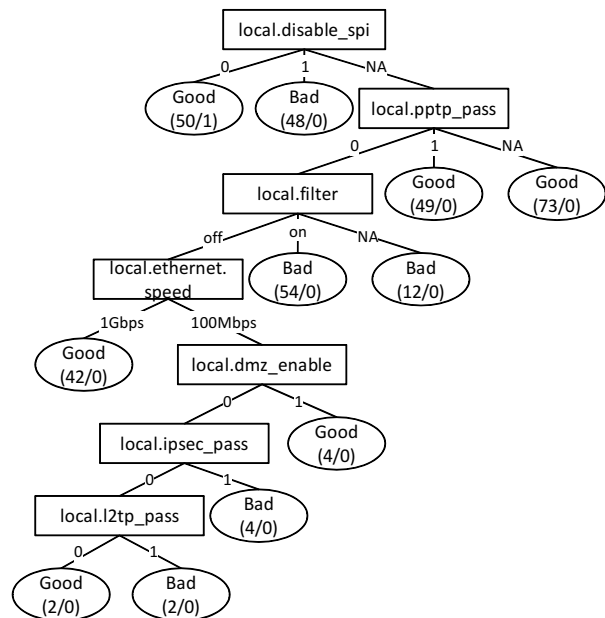 local.disable_spi
0
1
NA
Good
(50/1)
Bad
(48/0)
local.pptp_pass
0
1
NA
local.filter
Good
(49/0)
Good
(73/0)
off
on
NA
local.ethernet.
speed
Bad
(54/0)
Bad
(12/0)
1Gbps
100Mbps
Good
(42/0)
local.dmz_enable
0
1
local.ipsec_pass
Good
(4/0)
0
1
local.l2tp_pass
Bad
(4/0)
0
1
Good
(2/0)
Bad
(2/0)